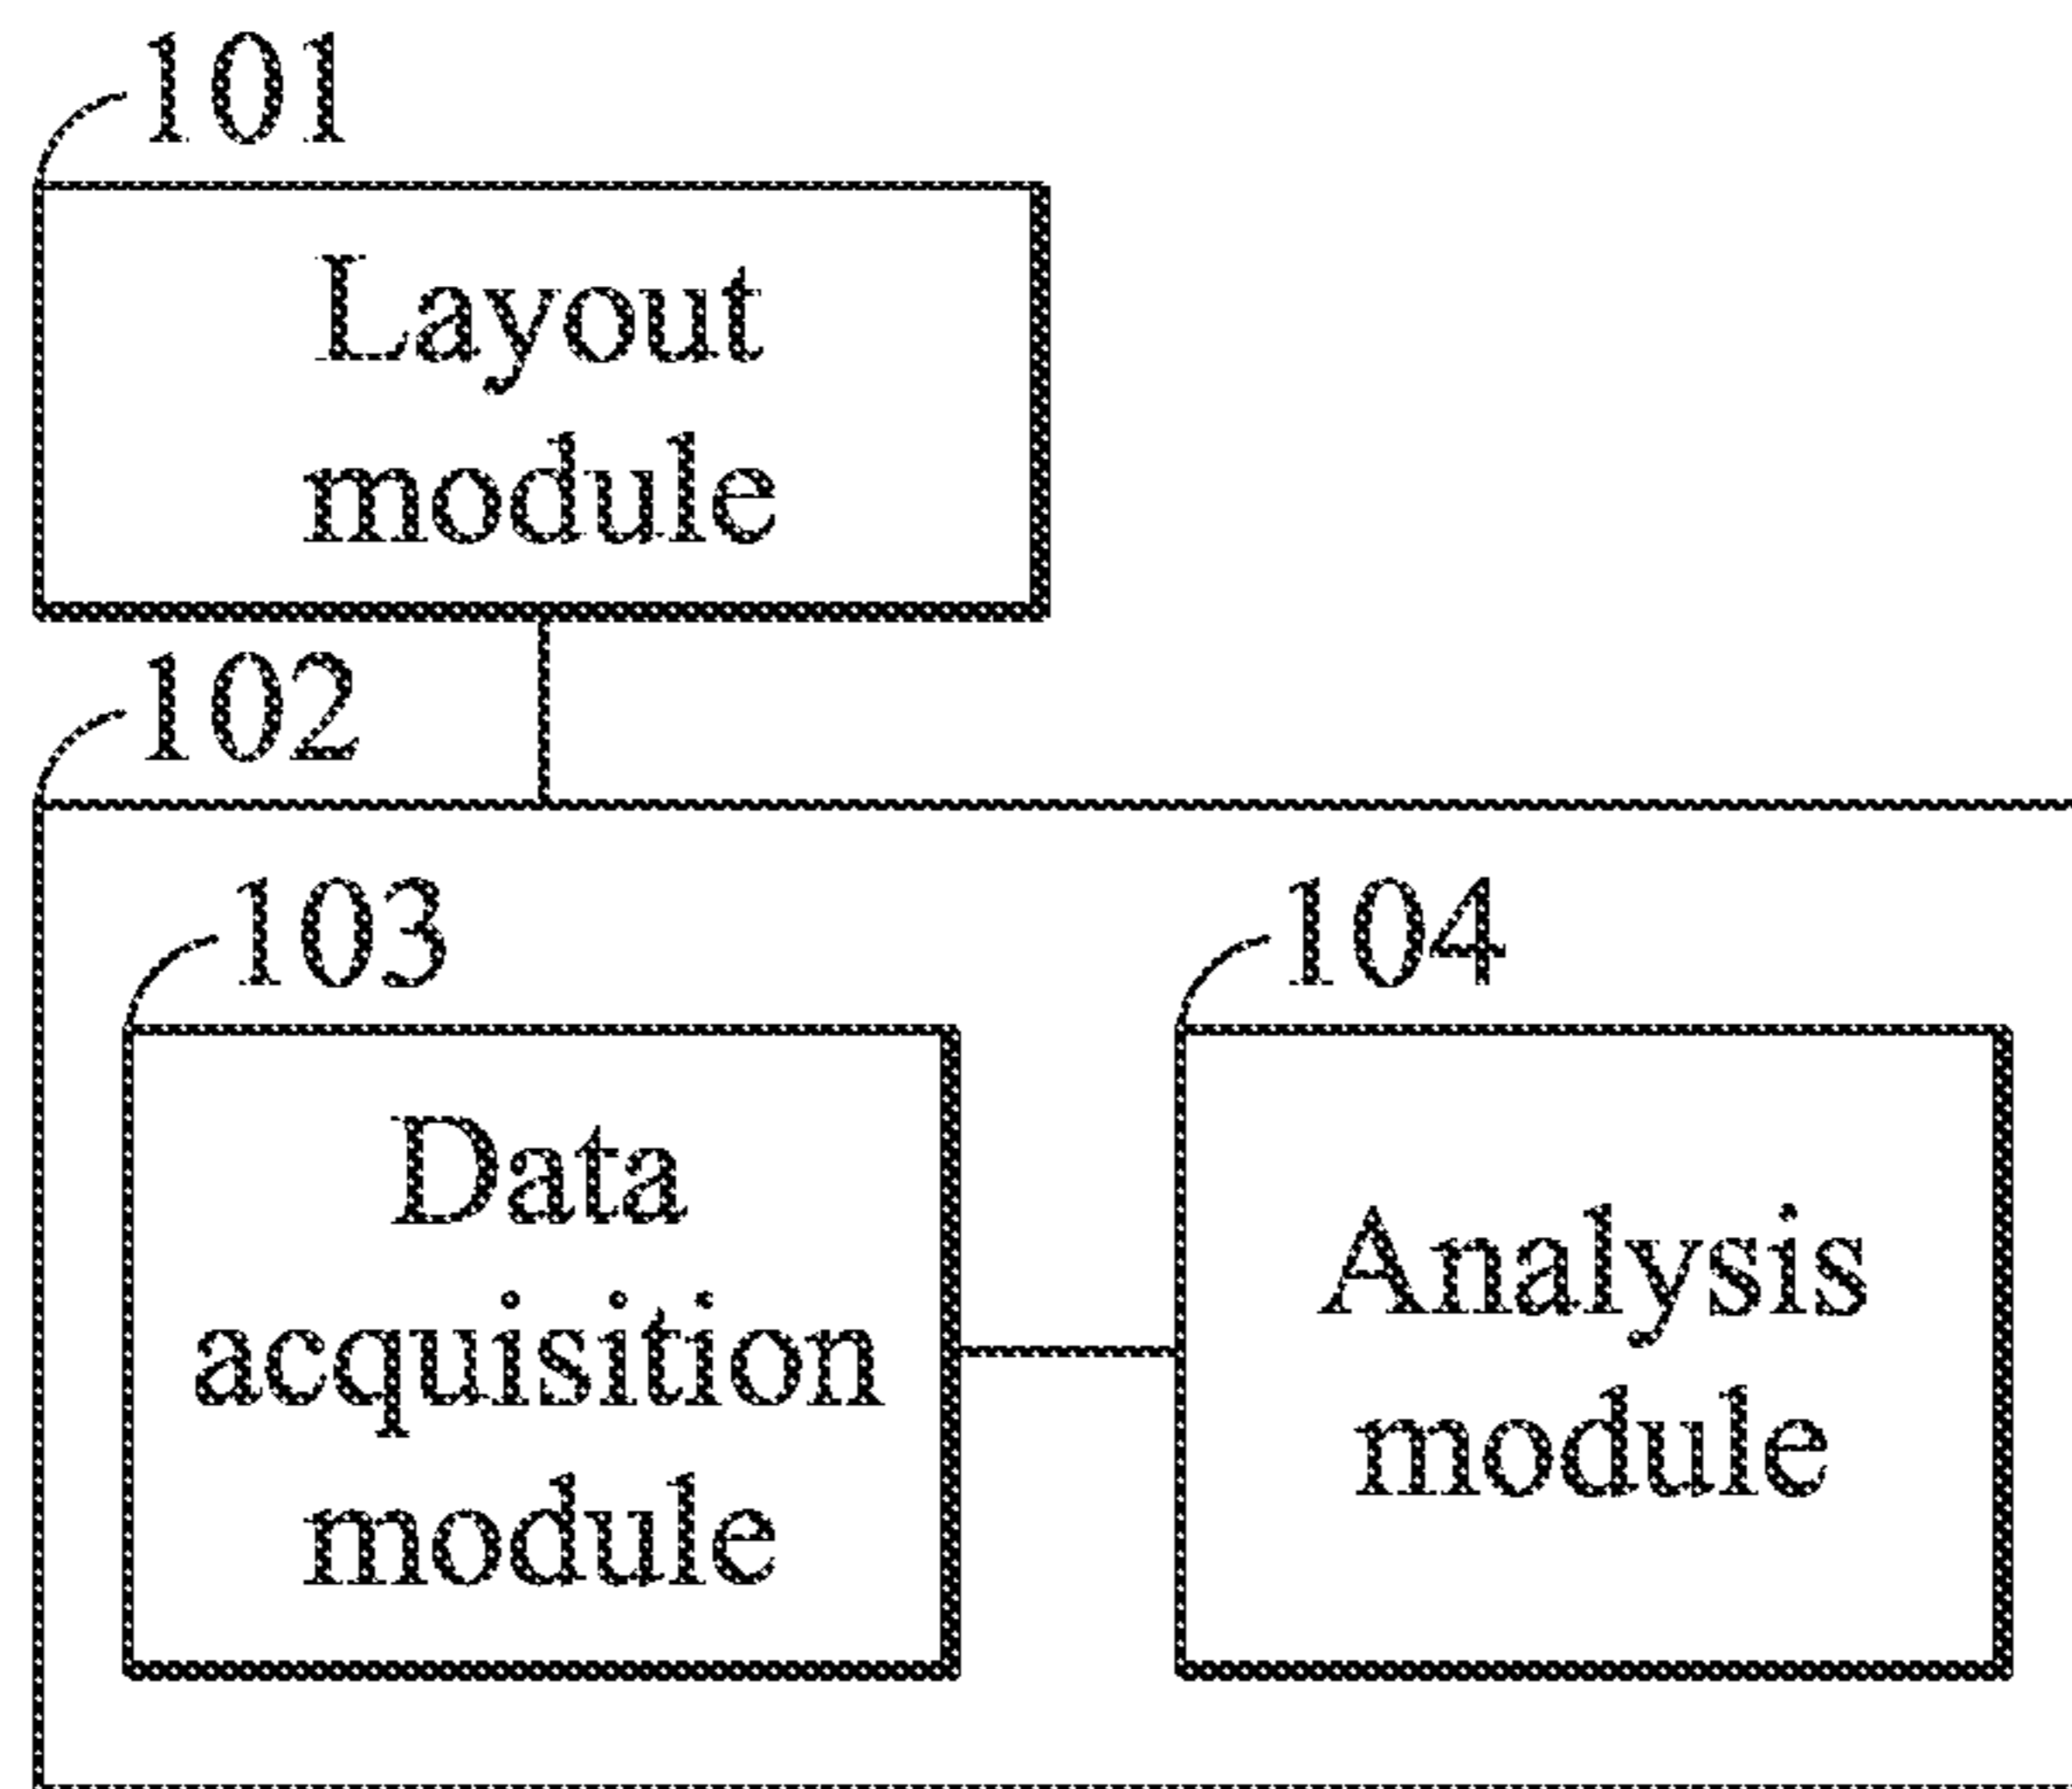 101
Layout
module
102
103
Data
acquisition
module
104
Analysis
module